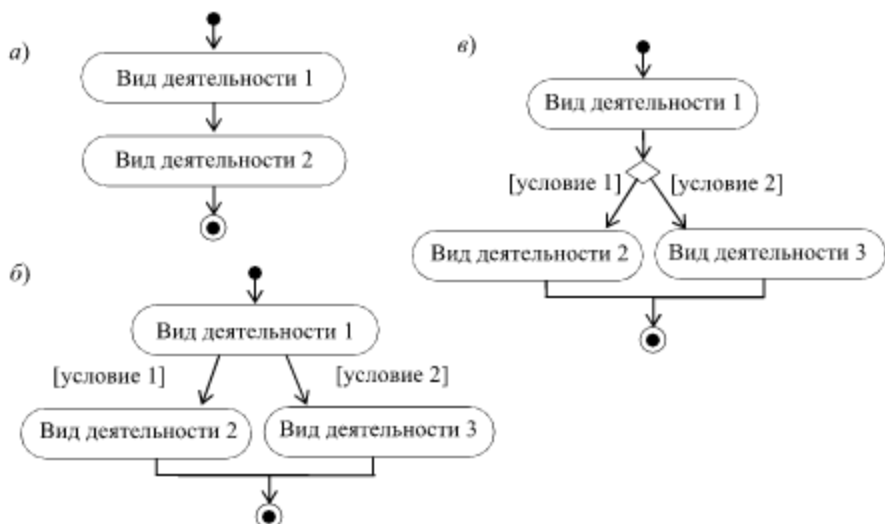 а)
Вид деятельности 1
Вид деятельности 2
б)
Вид деятельности 1
[условие 1] [условие 2]
Вид деятельности 2 Вид деятельности 3
в)
Вид деятельности 1
[условие 1] [условие 2]
Вид деятельности 2 Вид деятельности 3